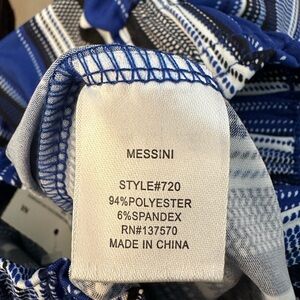 MESSINI
STYLE#720
94%POLYESTER
6%SPANDEX
RN#137570
MADE IN CHINA